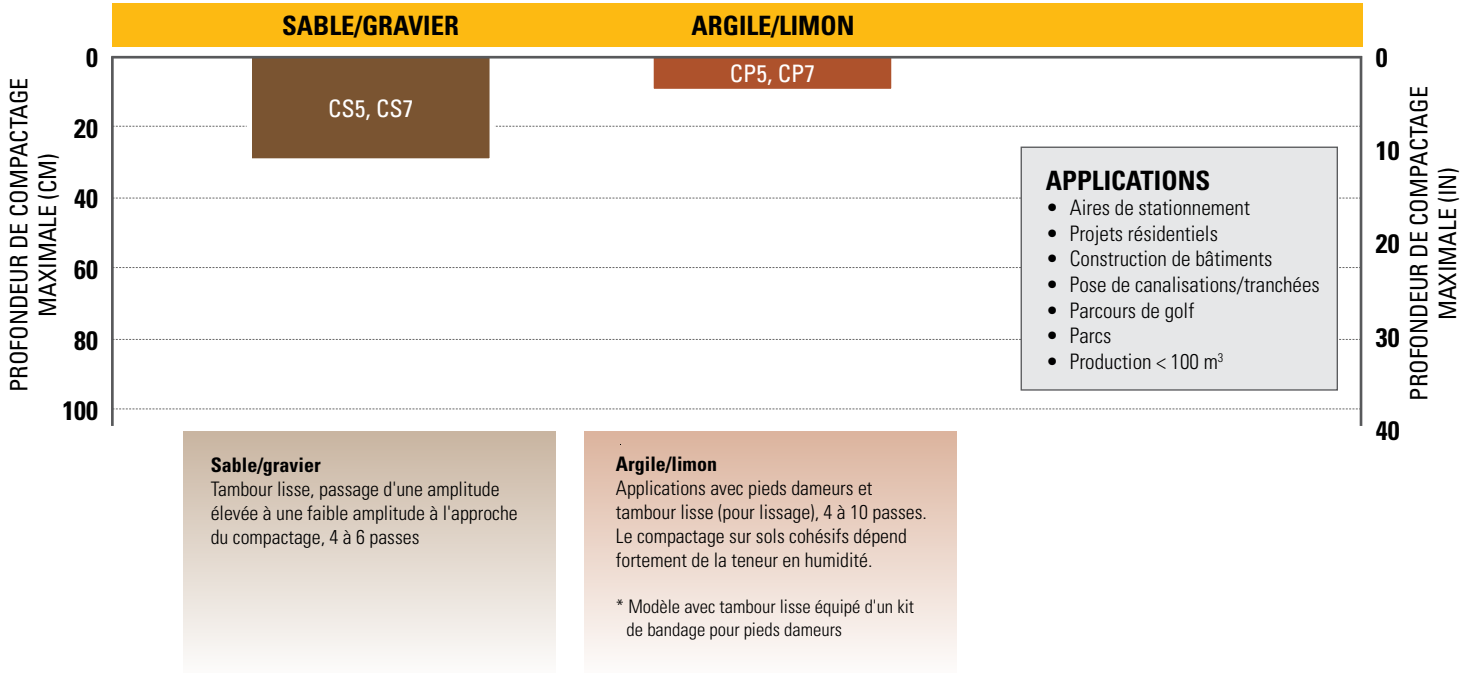 SABLE/GRAVIER
ARGILE/LIMON
PROFONDEUR DE COMPACTAGE
MAXIMALE (CM)
0
20
40
60
80
100
CS5, CS7
CP5, CP7
APPLICATIONS
• Aires de stationnement
• Projets résidentiels
• Construction de bâtiments
• Pose de canalisations/tranchées
• Parcours de golf
• Parcs
• Production < 100 m³
0
10
20
30
40
PROFONDEUR DE COMPACTAGE
MAXIMALE (IN)
Sable/gravier
Tambour lisse, passage d'une amplitude
élevée à une faible amplitude à l'approche
du compactage, 4 à 6 passes
Argile/limon
Applications avec pieds dameurs et
tambour lisse (pour lissage), 4 à 10 passes.
Le compactage sur sols cohésifs dépend
fortement de la teneur en humidité.
* Modèle avec tambour lisse équipé d'un kit
de bandage pour pieds dameurs